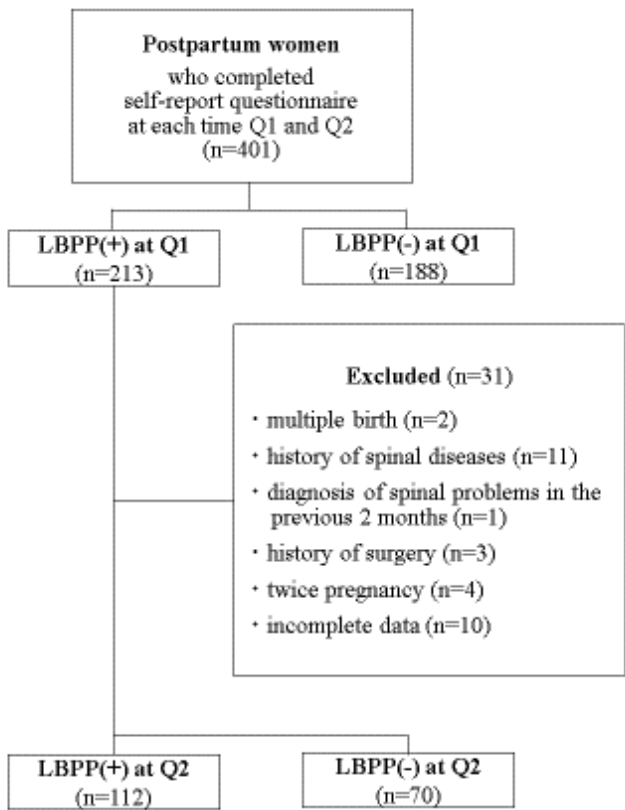 Postpartum women
who completed
self-report questionnaire
at each time Q1 and Q2
(n=401)
LBPP(+) at Q1
(n=213)
LBPP(-) at Q1
(n=188)
Excluded (n=31)
・multiple birth (n=2)
・history of spinal diseases (n=11)
・diagnosis of spinal problems in the
previous 2 months (n=1)
・history of surgery (n=3)
・twice pregnancy (n=4)
・incomplete data (n=10)
LBPP(+) at Q2
(n=112)
LBPP(-) at Q2
(n=70)